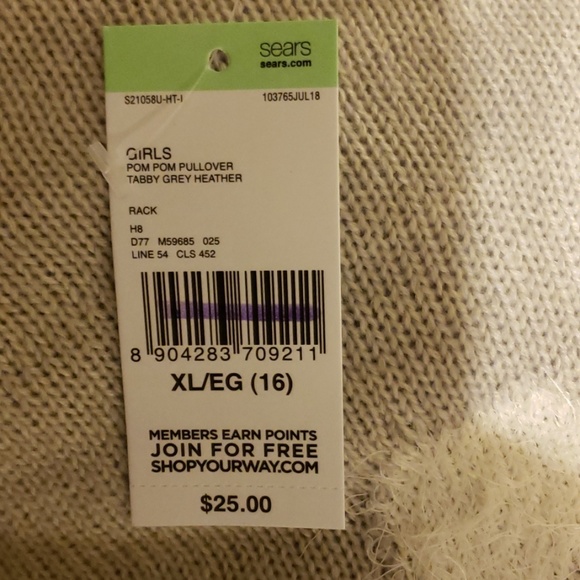 sears
sears.com
S21058U-HT-I 103765JUL18
GIRLS
POM POM PULLOVER
TABBY GREY HEATHER
RACK
H8
D77 M59685 025
LINE 54 CLS 452
8 904283 709211
XL/EG (16)
MEMBERS EARN POINTS
JOIN FOR FREE
SHOPYOURWAY.COM
$25.00